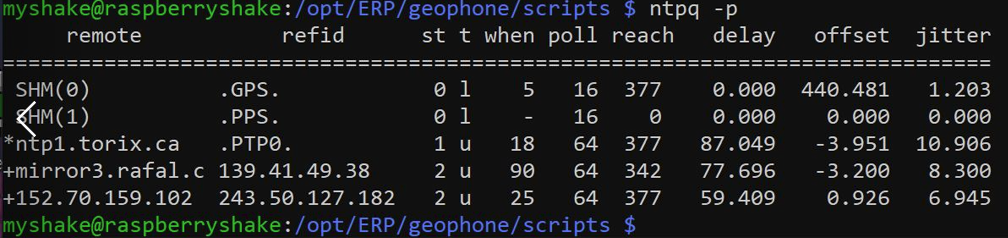 myshake@raspberryshake:/opt/ERP/geophone/scripts $ ntpq -p
     remote           refid      st t when poll reach   delay   offset  jitter
==============================================================================
 SHM(0)          .GPS.            0 l    5   16  377    0.000  440.481   1.203
 SHM(1)          .PPS.            0 l    -   16    0    0.000    0.000   0.000
*ntp1.torix.ca   .PTP0.           1 u   18   64  377   87.049   -3.951  10.906
+mirror3.rafal.c 139.41.49.38     2 u   90   64  342   77.696   -3.200   8.300
+152.70.159.102  243.50.127.182   2 u   25   64  377   59.409    0.926   6.945
myshake@raspberryshake:/opt/ERP/geophone/scripts $